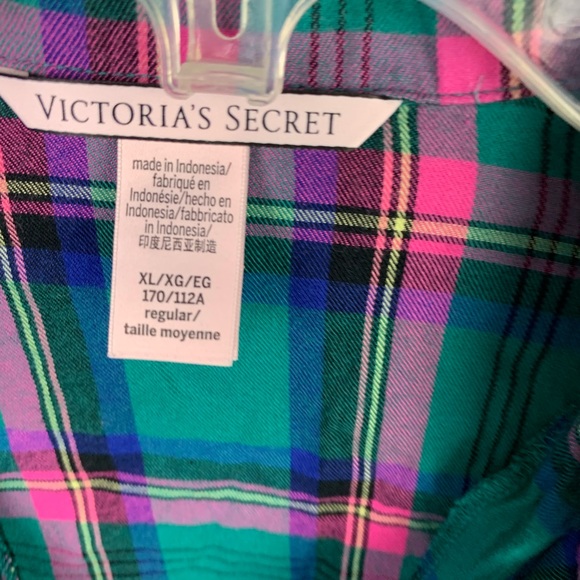 VICTORIA'S SECRET
made in Indonesia/
fabriqué en
Indonésie/hecho en
Indonesia/fabbricato
in Indonesia/
印度尼西亚制造
XL/XG/EG
170/112A
regular/
taille moyenne